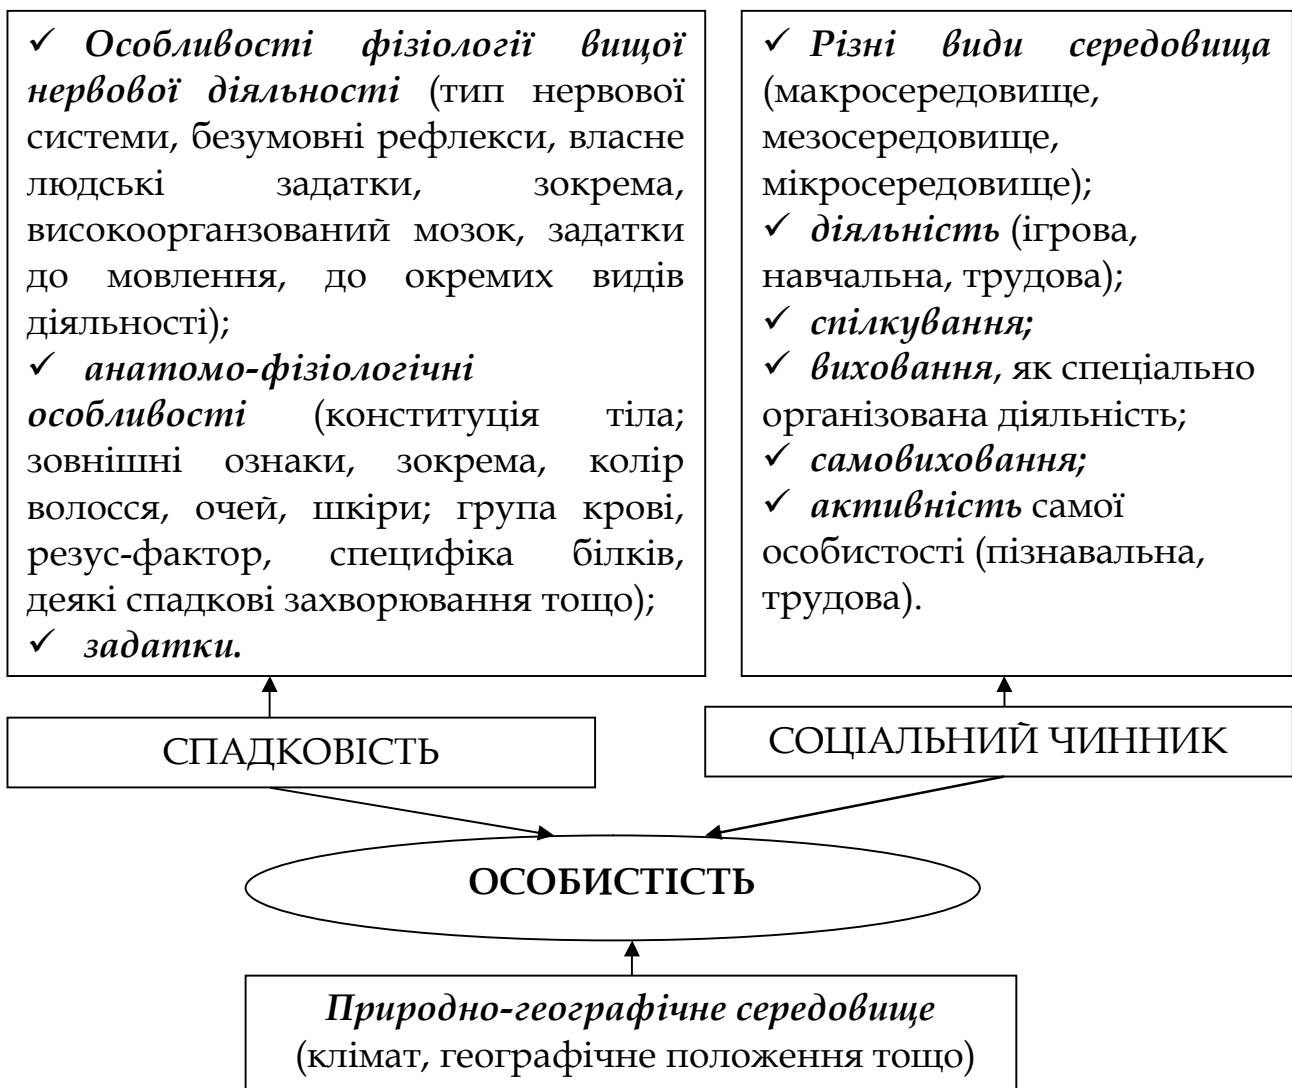 ✓ Особливості фізіології вищої
нервової діяльності (тип нервової
системи, безумовні рефлекси, власне
людські задатки, зокрема,
високоорганзований мозок, задатки
до мовлення, до окремих видів
діяльності);
✓ анатомо-фізіологічні
особливості (конституція тіла;
зовнішні ознаки, зокрема, колір
волосся, очей, шкіри; група крові,
резус-фактор, специфіка білків,
деякі спадкові захворювання тощо);
✓ задатки.
✓ Різні види середовища
(макросередовище,
мезосередовище,
мікросередовище);
✓ діяльність (ігрова,
навчальна, трудова);
✓ спілкування;
✓ виховання, як спеціально
організована діяльність;
✓ самовиховання;
✓ активність самої
особистості (пізнавальна,
трудова).
СПАДКОВІСТЬ
СОЦІАЛЬНИЙ ЧИННИК
ОСОБИСТІСТЬ
Природно-географічне середовище
(клімат, географічне положення тощо)